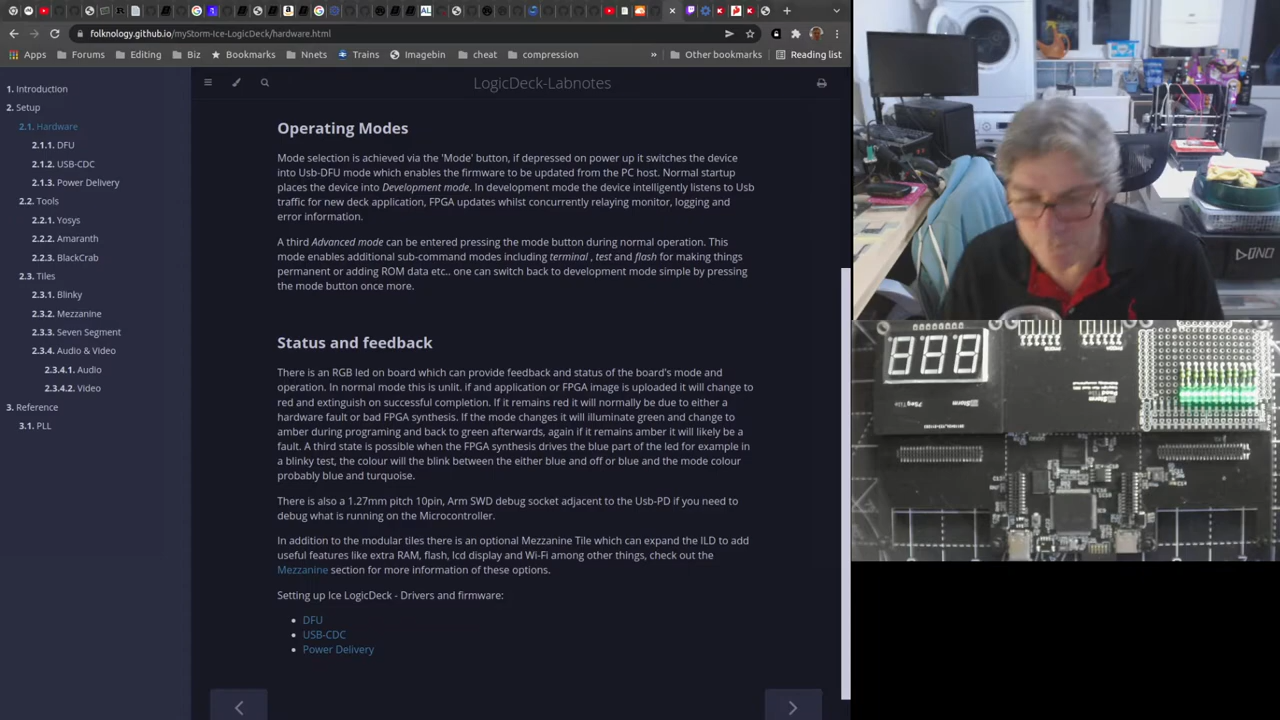 folknology.github.io/myStorm-Ice-LogicDeck/hardware.html
Apps
Forums
Editing
Biz
Bookmarks
Nnets
Trains
Imagebin
cheat
compression
»
Other bookmarks
Reading list
1. Introduction
2. Setup
2.1. Hardware
2.1.1. DFU
2.1.2. USB-CDC
2.1.3. Power Delivery
2.2. Tools
2.2.1. Yosys
2.2.2. Amaranth
2.2.3. BlackCrab
2.3. Tiles
2.3.1. Blinky
2.3.2. Mezzanine
2.3.3. Seven Segment
2.3.4. Audio & Video
2.3.4.1. Audio
2.3.4.2. Video
3. Reference
3.1. PLL
LogicDeck-Labnotes
Operating Modes
Mode selection is achieved via the 'Mode' button, if depressed on power up it switches the device
into Usb-DFU mode which enables the firmware to be updated from the PC host. Normal startup
places the device into Development mode. In development mode the device intelligently listens to Usb
traffic for new deck application, FPGA updates whilst concurrently relaying monitor, logging and
error information.
A third Advanced mode can be entered pressing the mode button during normal operation. This
mode enables additional sub-command modes including terminal , test and flash for making things
permanent or adding ROM data etc.. one can switch back to development mode simple by pressing
the mode button once more.
Status and feedback
There is an RGB led on board which can provide feedback and status of the board's mode and
operation. In normal mode this is unlit. if and application or FPGA image is uploaded it will change to
red and extinguish on successful completion. If it remains red it will normally be due to either a
hardware fault or bad FPGA synthesis. If the mode changes it will illuminate green and change to
amber during programing and back to green afterwards, again if it remains amber it will likely be a
fault. A third state is possible when the FPGA synthesis drives the blue part of the led for example in
a blinky test, the colour will the blink between the either blue and off or blue and the mode colour
probably blue and turquoise.
There is also a 1.27mm pitch 10pin, Arm SWD debug socket adjacent to the Usb-PD if you need to
debug what is running on the Microcontroller.
In addition to the modular tiles there is an optional Mezzanine Tile which can expand the ILD to add
useful features like extra RAM, flash, lcd display and Wi-Fi among other things, check out the
Mezzanine section for more information of these options.
Setting up Ice LogicDeck - Drivers and firmware:
DFU
USB-CDC
Power Delivery